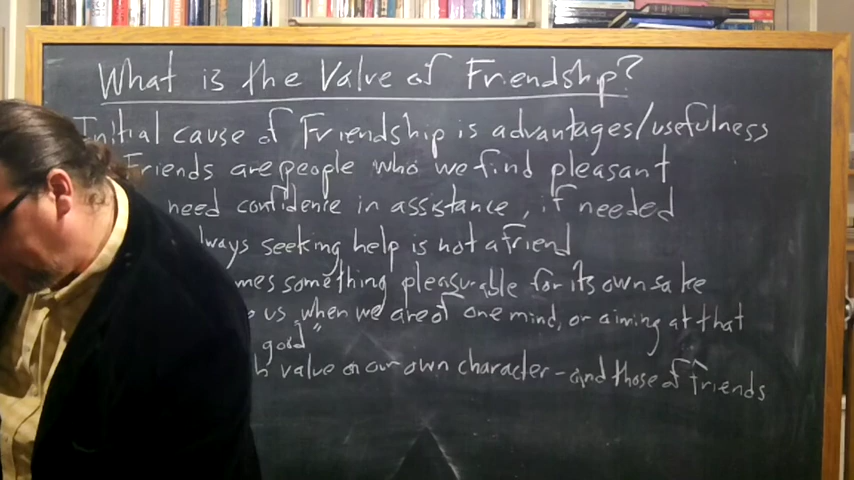 What is the Value of Friendship?
Initial cause of Friendship is advantages/usefulness
Friends are people who we find pleasant
need confidence in assistance, if needed
lways seeking help is not a friend
mes something pleasurable for its own sake
us "when we are of one mind, or aiming at that
good"
h value on our own character - and those of friends